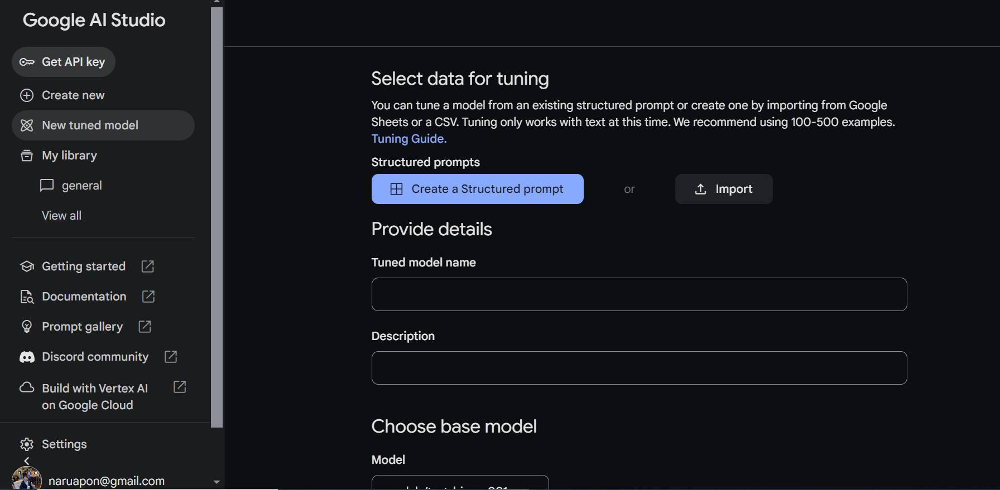 Google AI Studio
Get API key
Create new
New tuned model
My library
general
View all
Getting started
Documentation
Prompt gallery
Discord community
Build with Vertex AI
on Google Cloud
Settings
naruapon@gmail.com
Select data for tuning
You can tune a model from an existing structured prompt or create one by importing from Google
Sheets or a CSV. Tuning only works with text at this time. We recommend using 100-500 examples.
Tuning Guide.
Structured prompts
Create a Structured prompt
or
Import
Provide details
Tuned model name
Description
Choose base model
Model